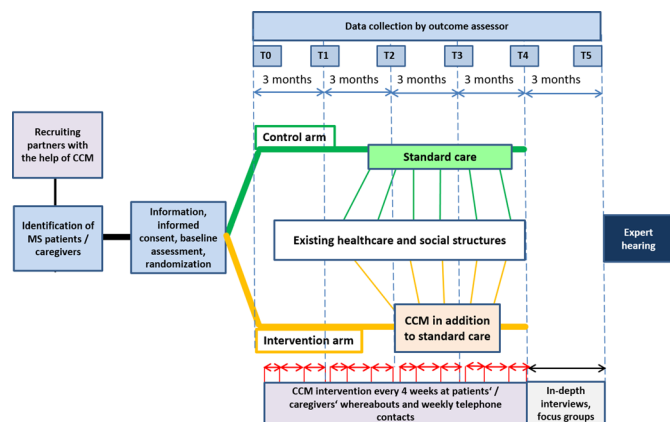 Data collection by outcome assessor
T0 T1 T2 T3 T4 T5
3 months 3 months 3 months 3 months 3 months
Recruiting
partners with
the help of CCM
Control arm
Standard care
Identification of
MS patients /
caregivers
Information,
informed
consent, baseline
assessment,
randomization
Existing healthcare and social structures
Expert
hearing
CCM in addition
to standard care
Intervention arm
CCM intervention every 4 weeks at patients‘ /
caregivers‘ whereabouts and weekly telephone
contacts
In-depth
interviews,
focus groups